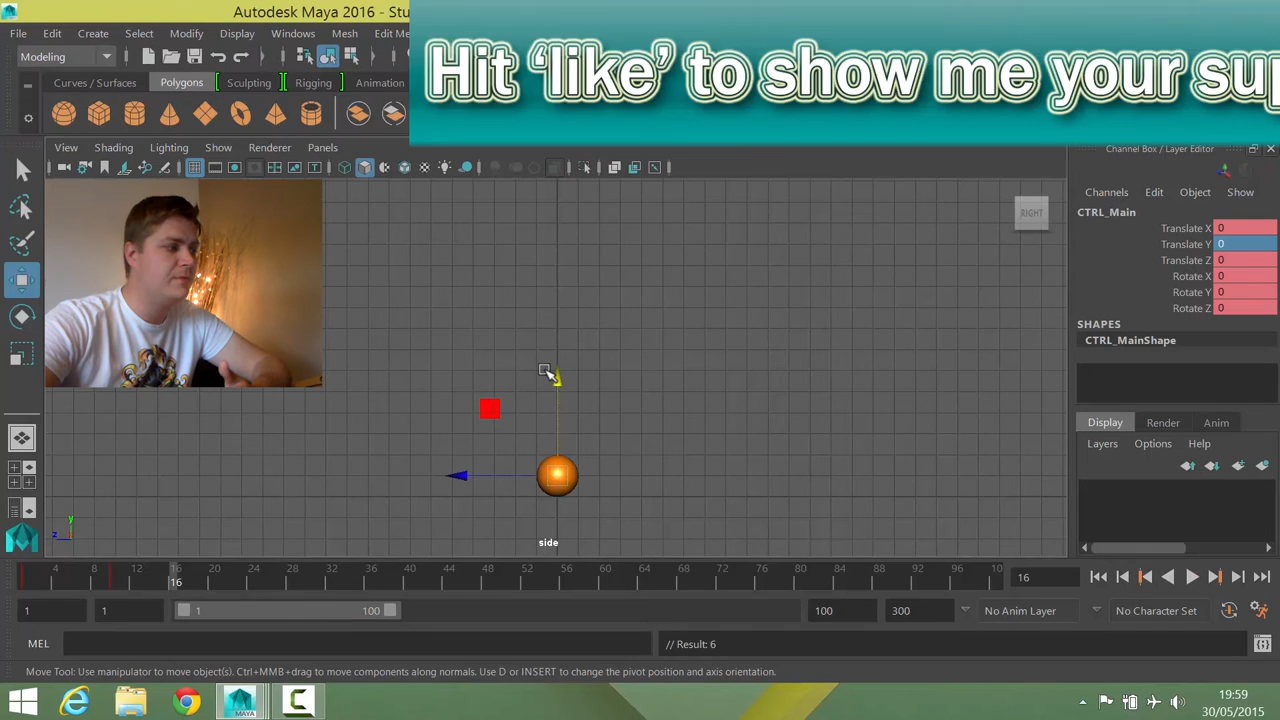 Autodesk Maya 2016 - Stu
Hit 'like' to show me your sup
File Edit Create Select Modify Display Windows Mesh Edit Me
Modeling
Curves / Surfaces Polygons Sculpting Rigging Animation
View Shading Lighting Show Renderer Panels
Channel Box / Layer Editor
RIGHT
Channels Edit Object Show
CTRL_Main
Translate X 0
Translate Y 0
Translate Z 0
Rotate X 0
Rotate Y 0
Rotate Z 0
SHAPES
CTRL_MainShape
Display Render Anim
Layers Options Help
y
z
side
4 8 12 16 20 24 28 32 36 40 44 48 52 56 60 64 68 72 76 80 84 88 92 96 100
16
16
1 1 1 100 100 300 No Anim Layer No Character Set
MEL // Result: 6
Move Tool: Use manipulator to move object(s). Ctrl+MMB+drag to move components along normals. Use D or INSERT to change the pivot position and axis orientation.
MAYA
19:59
30/05/2015